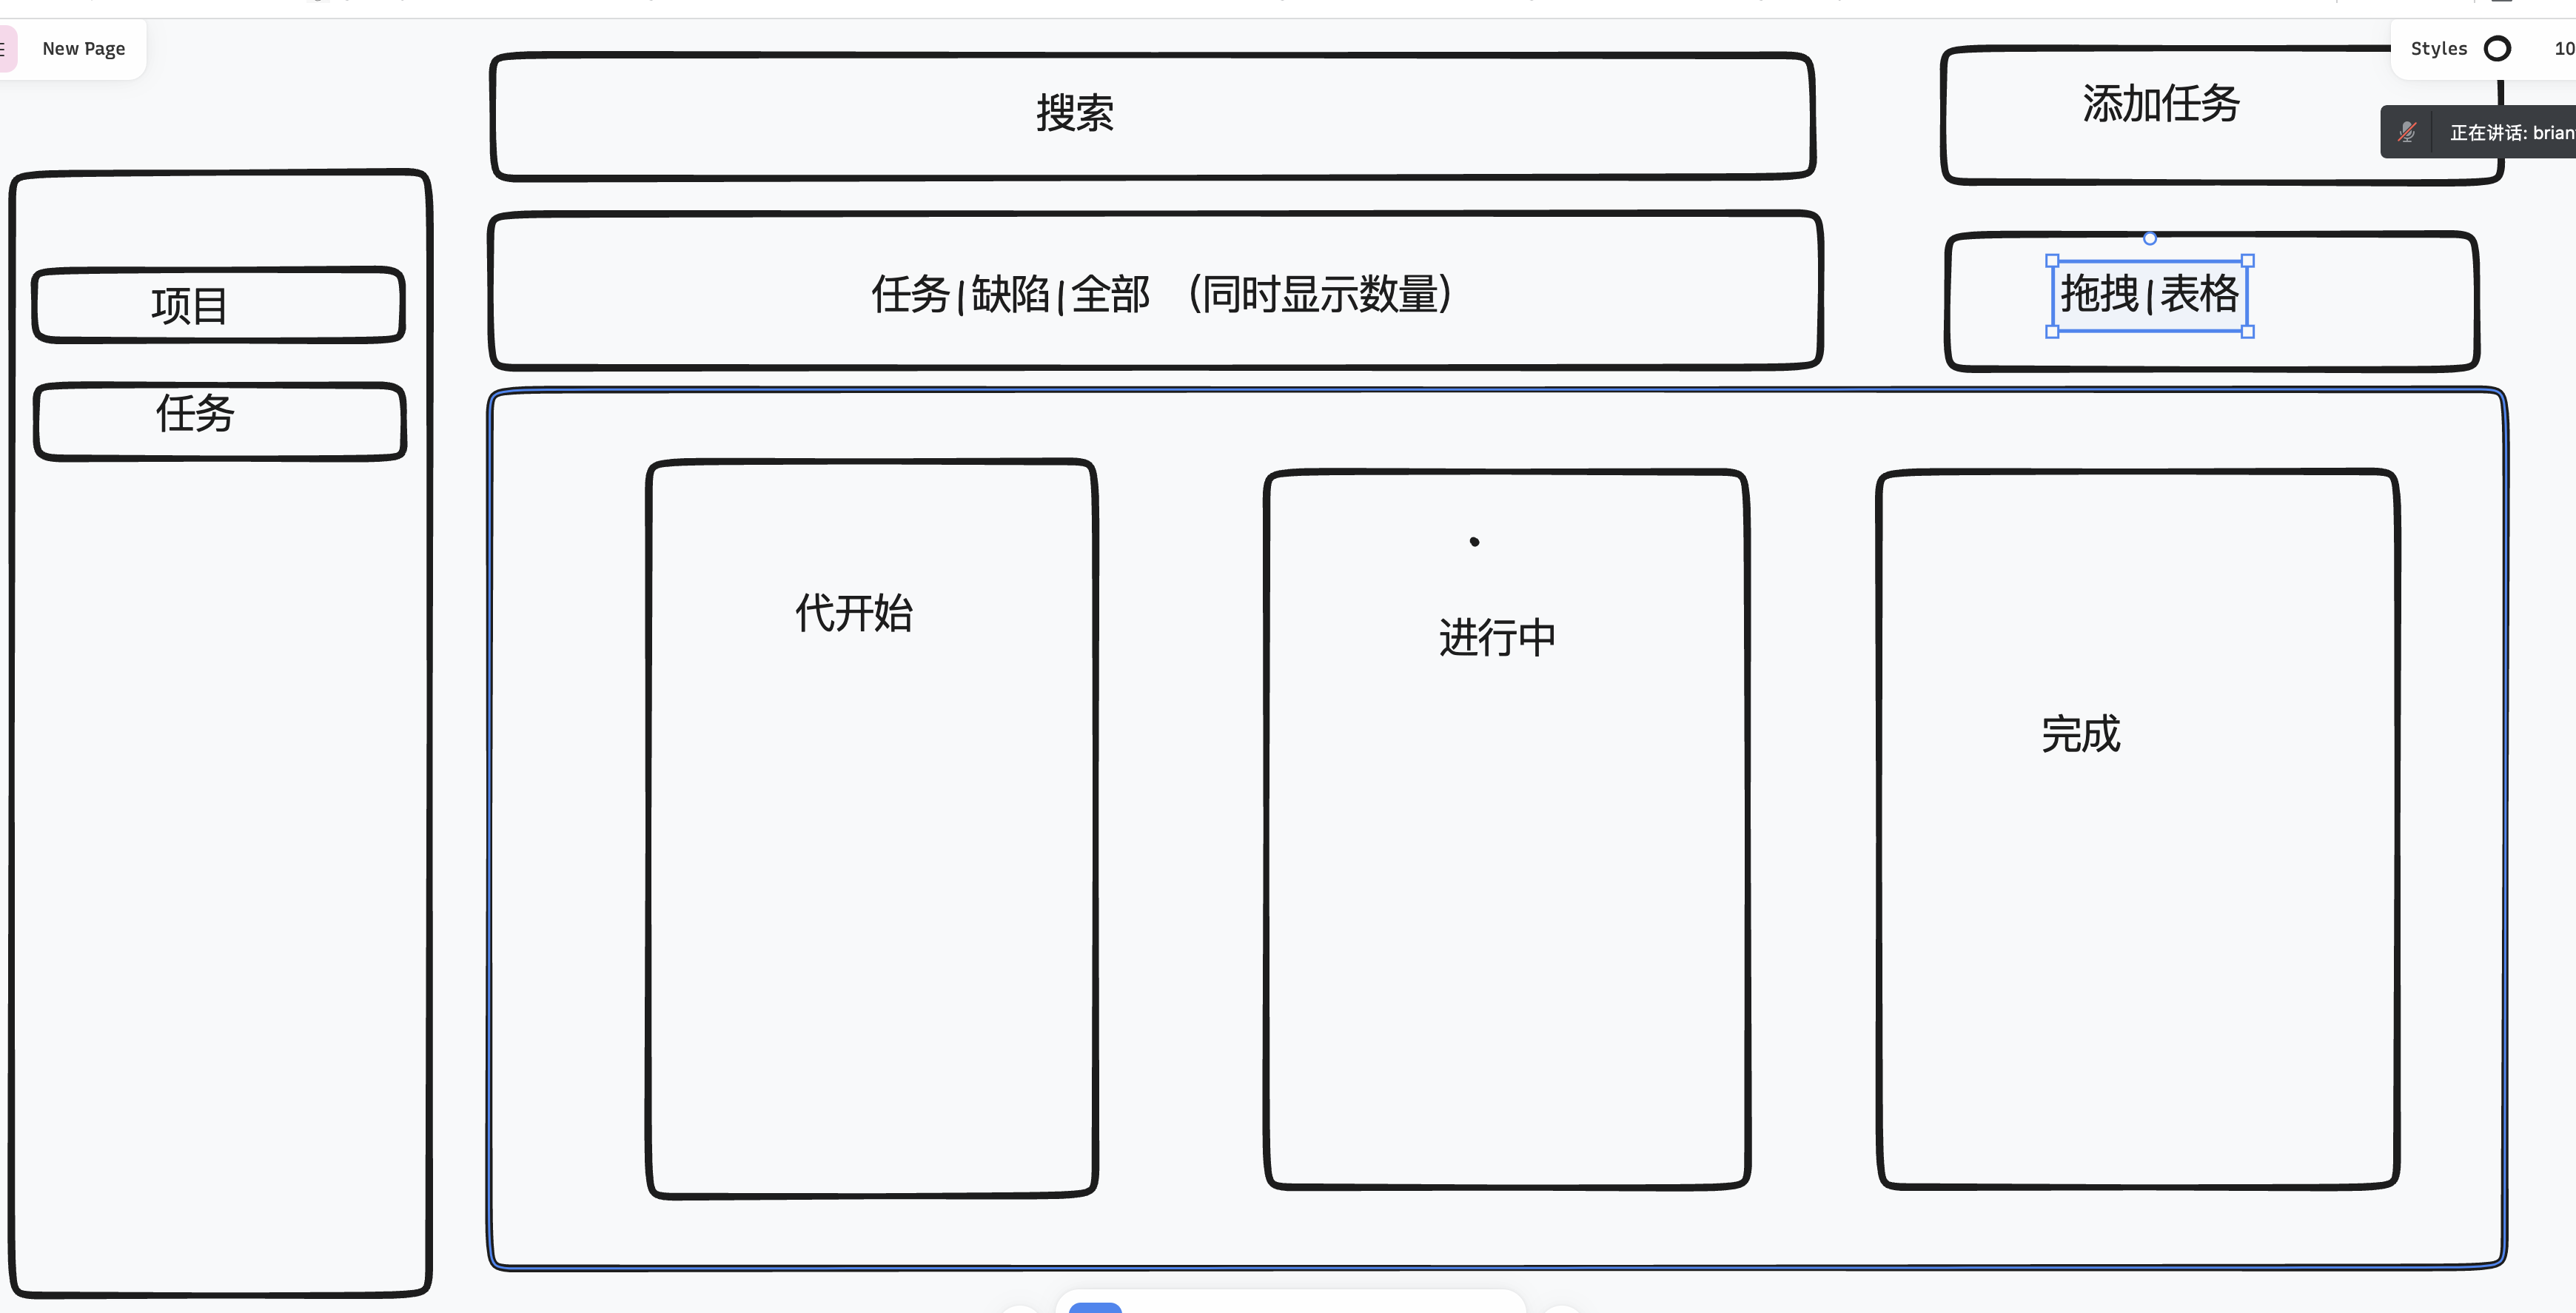 New Page
Styles
10
搜索
添加任务
正在讲话: brian
任务|缺陷|全部 （同时显示数量）
拖拽|表格
项目
任务
代开始
进行中
完成